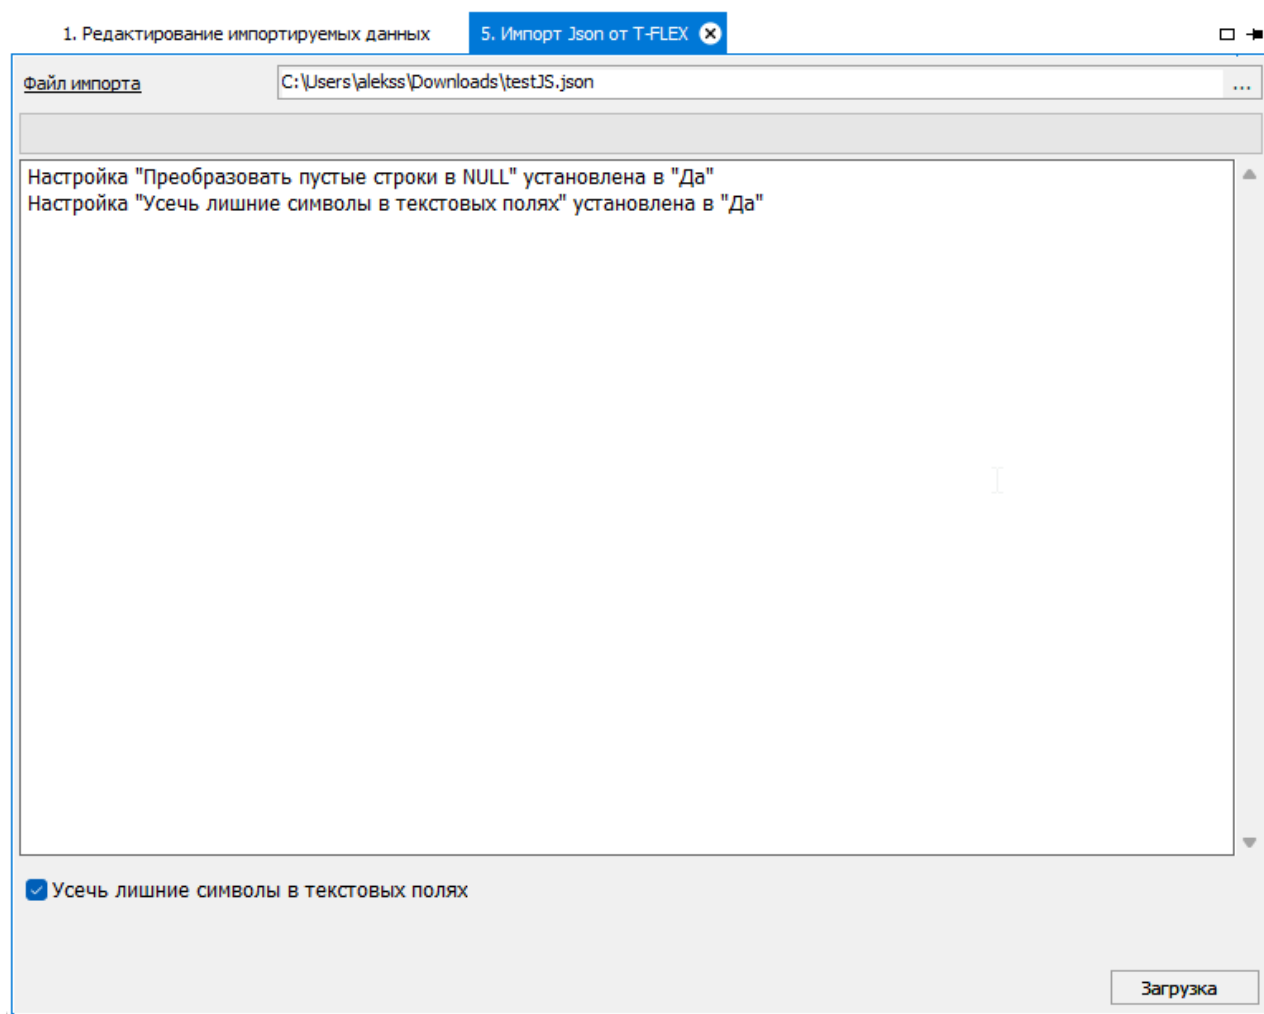 1. Редактирование импортируемых данных
5. Импорт Json от T-FLEX
Файл импорта
C:\Users\alekss\Downloads\testJS.json
...
Настройка "Преобразовать пустые строки в NULL" установлена в "Да"
Настройка "Усечь лишние символы в текстовых полях" установлена в "Да"
Усечь лишние символы в текстовых полях
Загрузка